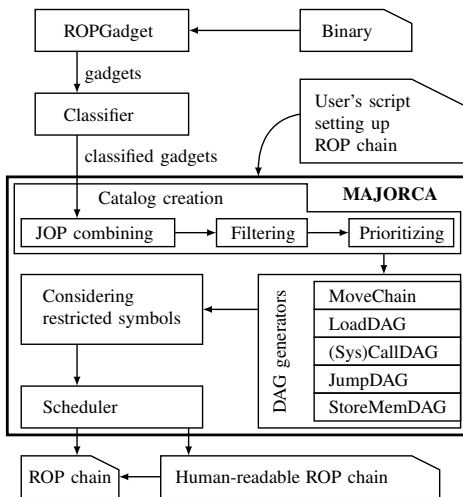 ROPGadget
Binary
gadgets
Classifier
User's script
setting up
ROP chain
classified gadgets
MAJORCA
Catalog creation
JOP combining
Filtering
Prioritizing
Considering
restricted symbols
DAG generators
MoveChain
LoadDAG
(Sys)CallDAG
JumpDAG
StoreMemDAG
Scheduler
ROP chain
Human-readable ROP chain